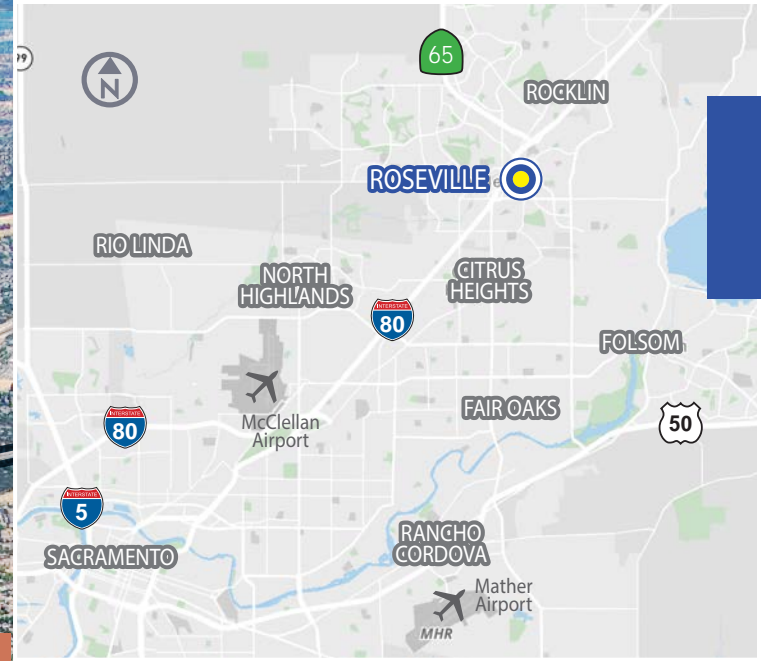 99
N
65
ROCKLIN
ROSEVILLE
RIO LINDA
NORTH
HIGHLANDS
CITRUS
HEIGHTS
INTERSTATE
80
FOLSOM
McClellan
Airport
FAIR OAKS
50
INTERSTATE
80
INTERSTATE
5
SACRAMENTO
RANCHO
CORDOVA
Mather
Airport
MHR